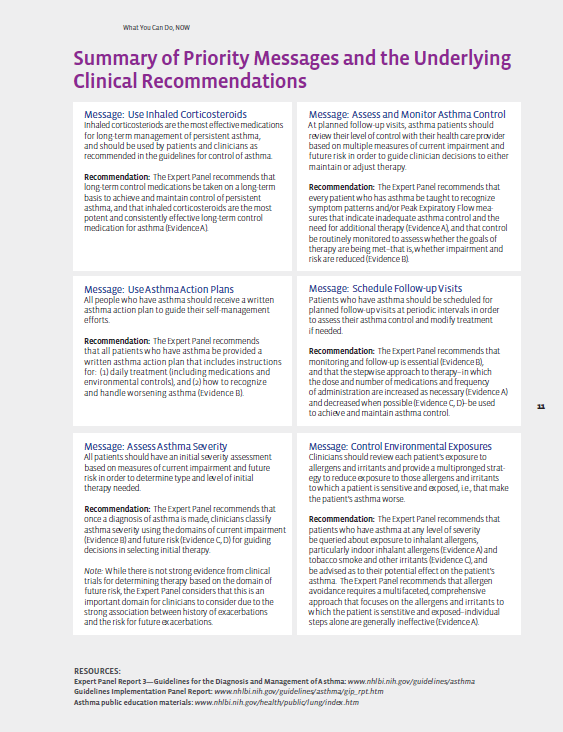 What You Can Do, NOW
Summary of Priority Messages and the Underlying
Clinical Recommendations
Message: Use Inhaled Corticosteroids
Inhaled corticosteroids are the most effective medications
for long-term management of persistent asthma,
and should be used by patients and clinicians as
recommended in the guidelines for control of asthma.
Recommendation: The Expert Panel recommends that
long-term control medications be taken on a long-term
basis to achieve and maintain control of persistent
asthma, and that inhaled corticosteroids are the most
potent and consistently effective long-term control
medication for asthma (Evidence A).
Message: Assess and Monitor Asthma Control
At planned follow-up visits, asthma patients should
review their level of control with their health care provider
based on multiple measures of current impairment and
future risk in order to guide clinician decisions to either
maintain or adjust therapy.
Recommendation: The Expert Panel recommends that
every patient who has asthma be taught to recognize
symptom patterns and/or Peak Expiratory Flow mea-
sures that indicate inadequate asthma control and the
need for additional therapy (Evidence A), and that control
be routinely monitored to assess whether the goals of
therapy are being met–that is, whether impairment and
risk are reduced (Evidence B).
Message: Use Asthma Action Plans
All people who have asthma should receive a written
asthma action plan to guide their self-management
efforts.
Recommendation: The Expert Panel recommends
that all patients who have asthma be provided a
written asthma action plan that includes instructions
for: (1) daily treatment (including medications and
environmental controls), and (2) how to recognize
and handle worsening asthma (Evidence B).
Message: Schedule Follow-up Visits
Patients who have asthma should be scheduled for
planned follow-up visits at periodic intervals in order
to assess their asthma control and modify treatment
if needed.
Recommendation: The Expert Panel recommends that
monitoring and follow-up is essential (Evidence B),
and that the stepwise approach to therapy–in which
the dose and number of medications and frequency
of administration are increased as necessary (Evidence A)
and decreased when possible (Evidence C, D)–be used
to achieve and maintain asthma control.
11
Message: Assess Asthma Severity
All patients should have an initial severity assessment
based on measures of current impairment and future
risk in order to determine type and level of initial
therapy needed.
Recommendation: The Expert Panel recommends that
once a diagnosis of asthma is made, clinicians classify
asthma severity using the domains of current impairment
(Evidence B) and future risk (Evidence C, D) for guiding
decisions in selecting initial therapy.
Note: While there is not strong evidence from clinical
trials for determining therapy based on the domain of
future risk, the Expert Panel considers that this is an
important domain for clinicians to consider due to the
strong association between history of exacerbations
and the risk for future exacerbations.
Message: Control Environmental Exposures
Clinicians should review each patient's exposure to
allergens and irritants and provide a multipronged strat-
egy to reduce exposure to those allergens and irritants
to which a patient is sensitive and exposed, i.e., that make
the patient's asthma worse.
Recommendation: The Expert Panel recommends that
patients who have asthma at any level of severity
be queried about exposure to inhalant allergens,
particularly indoor inhalant allergens (Evidence A) and
tobacco smoke and other irritants (Evidence C), and
be advised as to their potential effect on the patient's
asthma. The Expert Panel recommends that allergen
avoidance requires a multifaceted, comprehensive
approach that focuses on the allergens and irritants to
which the patient is sensitive and exposed–individual
steps alone are generally ineffective (Evidence A).
RESOURCES:
Expert Panel Report 3—Guidelines for the Diagnosis and Management of Asthma: www.nhlbi.nih.gov/guidelines/asthma
Guidelines Implementation Panel Report: www.nhlbi.nih.gov/guidelines/asthma/gip_rpt.htm
Asthma public education materials: www.nhlbi.nih.gov/health/public/lung/index.htm